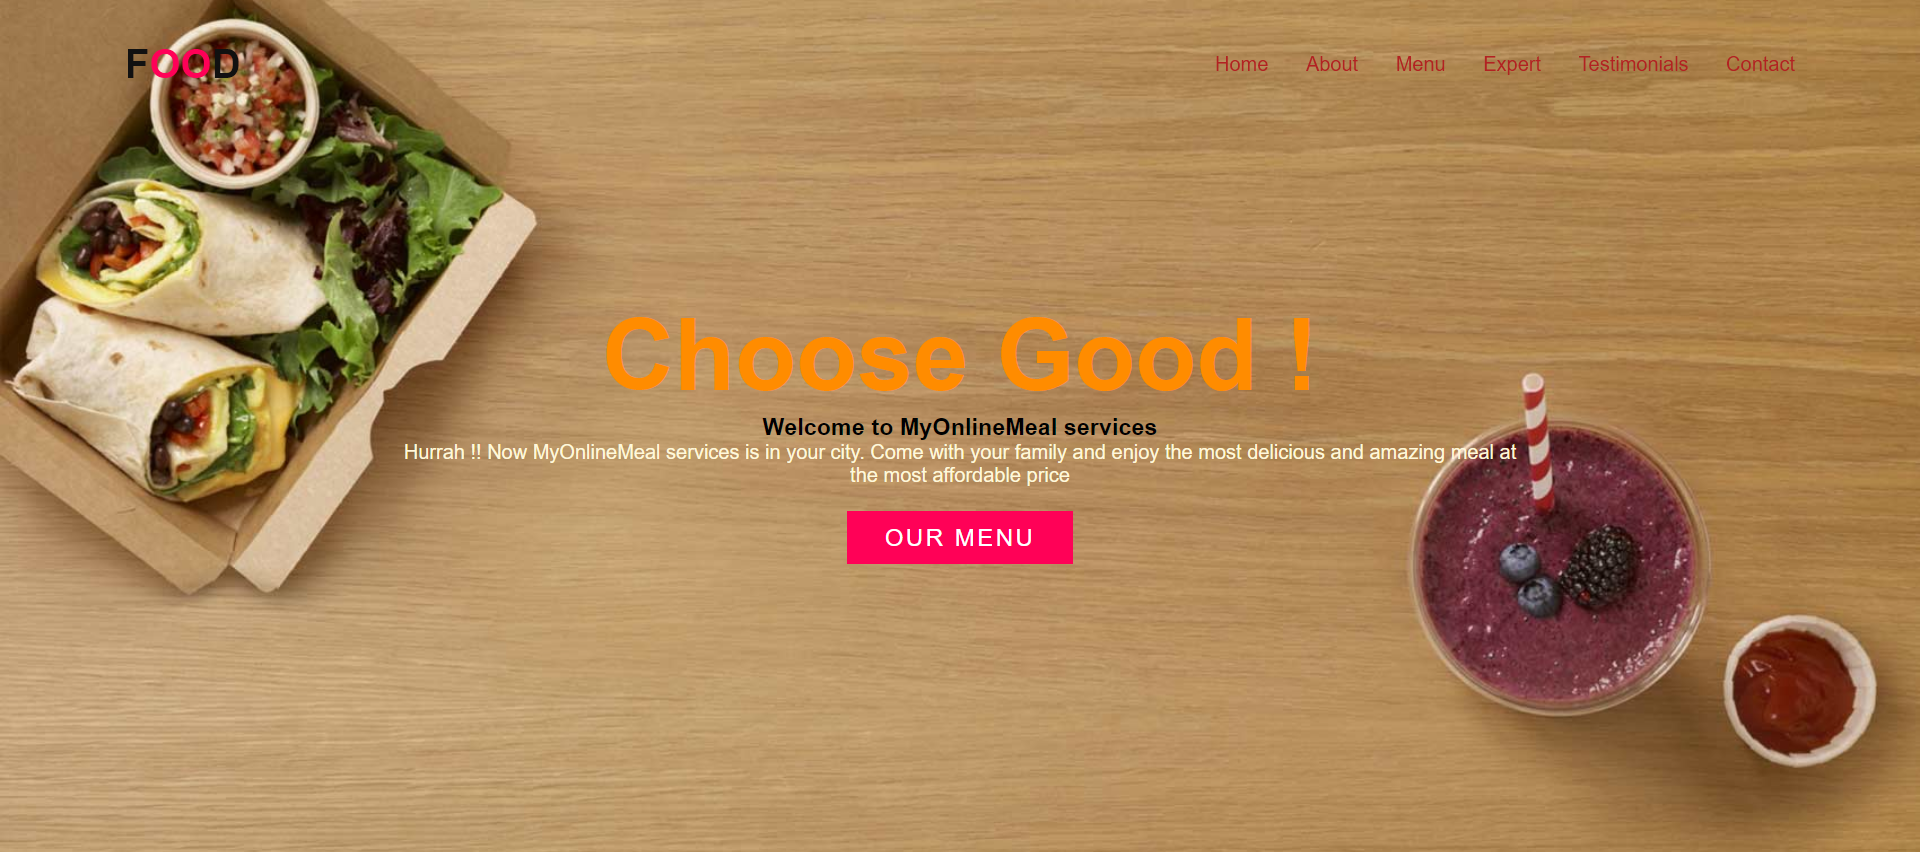 FOOD
Home About Menu Expert Testimonials Contact
Choose Good !
Welcome to MyOnlineMeal services
Hurrah !! Now MyOnlineMeal services is in your city. Come with your family and enjoy the most delicious and amazing meal at
the most affordable price
OUR MENU